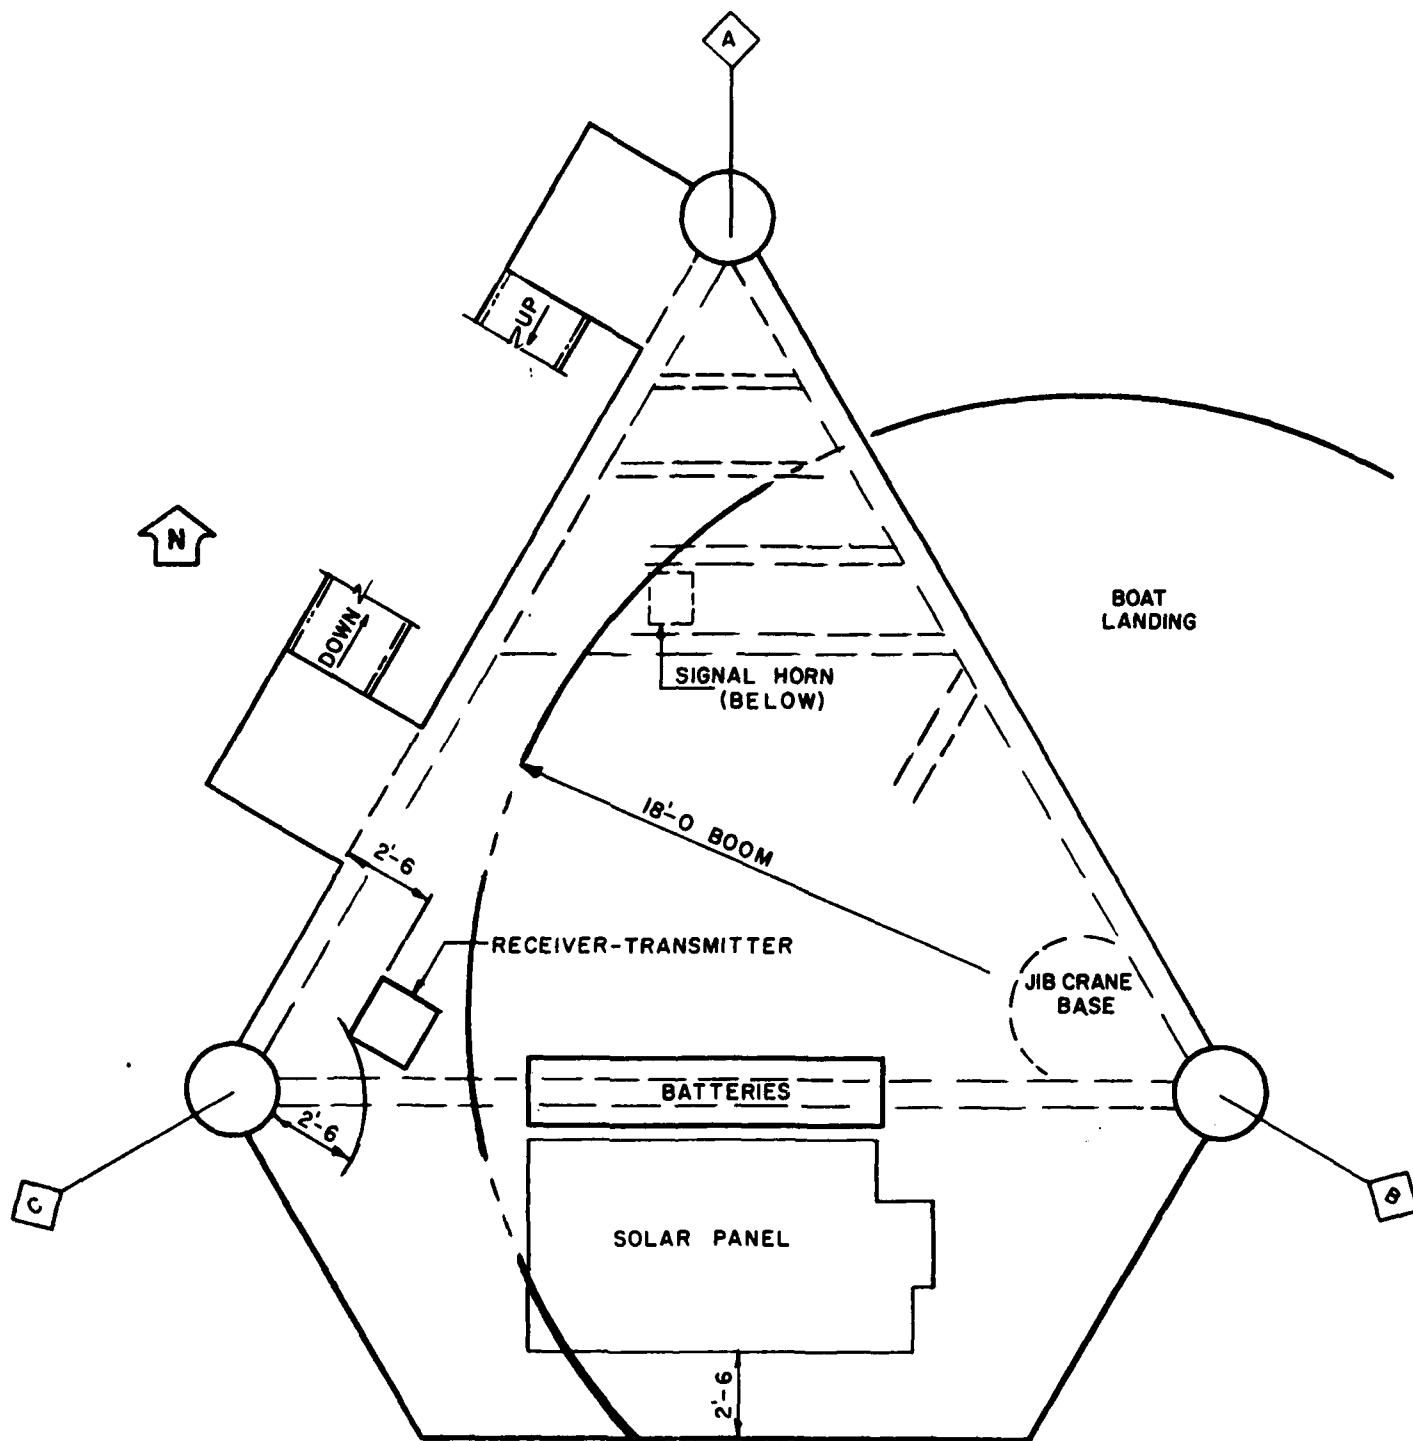 A
UP
N
DOWN
BOAT
LANDING
SIGNAL HORN
(BELOW)
18'-0 BOOM
2'-6
RECEIVER-TRANSMITTER
JIB CRANE
BASE
BATTERIES
2'-6
C
B
SOLAR PANEL
2'-6